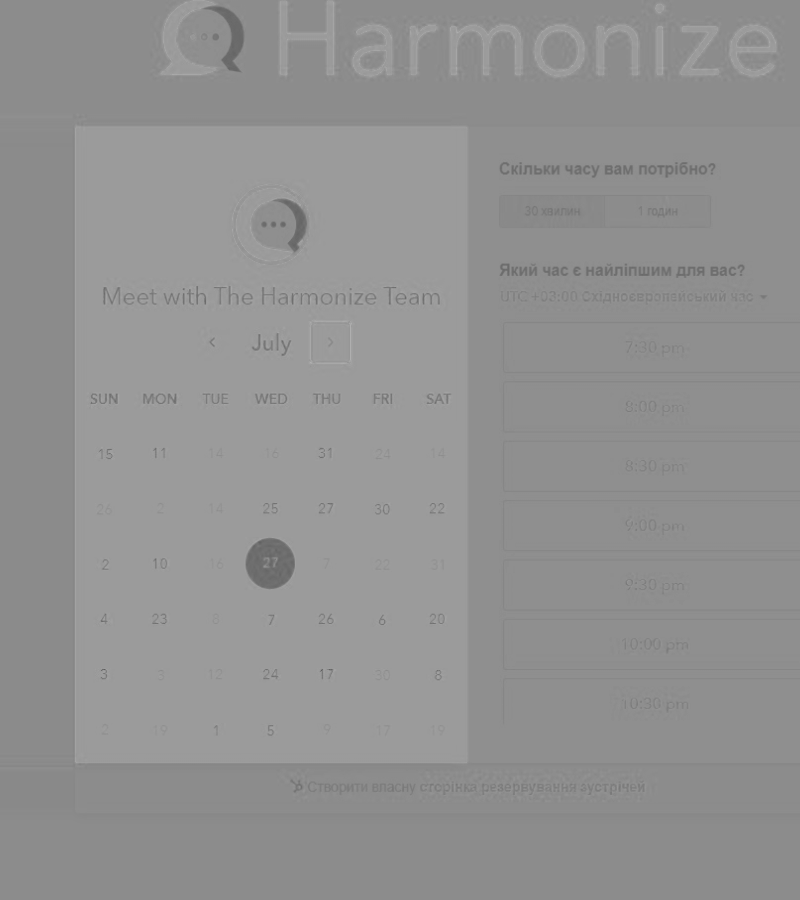 Harmonize
Meet with The Harmonize Team
July
SUN MON TUE WED THU FRI SAT
15 11 14 16 31 24 14
26 2 14 25 27 30 22
2 10 16 27 7 22 31
4 23 8 7 26 6 20
3 3 12 24 17 30 8
2 19 1 5 9 17 19
Скільки часу вам потрібно?
30 хвилин 1 годин
Який час є найліпшим для вас?
UTC +03:00 Східноєвропейський час
7:30 pm
8:00 pm
8:30 pm
9:00 pm
9:30 pm
10:00 pm
10:30 pm
Створити власну сторінка резервування зустрічей